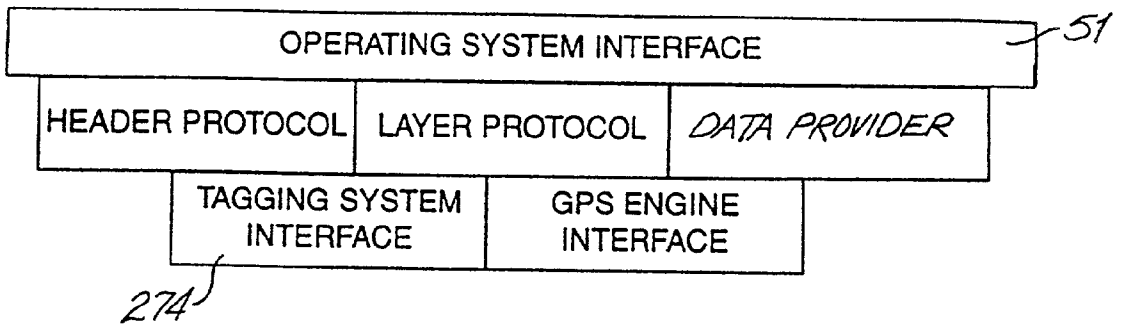 OPERATING SYSTEM INTERFACE 51
HEADER PROTOCOL LAYER PROTOCOL DATA PROVIDER
TAGGING SYSTEM INTERFACE
GPS ENGINE INTERFACE
274